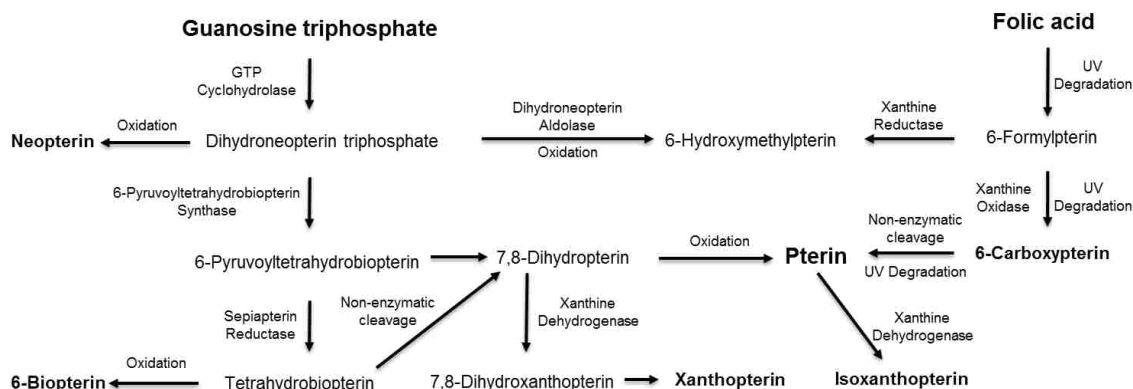 Guanosine triphosphate
Folic acid
GTP
Cyclohydrolase
UV
Degradation
Neopterin
Oxidation
Dihydroneopterin triphosphate
Dihydroneopterin
Aldolase
Oxidation
6-Hydroxymethylpterin
Xanthine
Reductase
6-Formylpterin
6-Pyruvoyltetrahydrobiopterin
Synthase
Xanthine
Oxidase
UV
Degradation
6-Pyruvoyltetrahydrobiopterin
7,8-Dihydropterin
Oxidation
Pterin
Non-enzymatic
cleavage
UV Degradation
6-Carboxypterin
Sepiapterin
Reductase
Non-enzymatic
cleavage
Xanthine
Dehydrogenase
Xanthine
Dehydrogenase
6-Biopterin
Oxidation
Tetrahydrobiopterin
7,8-Dihydroxanthopterin
Xanthopterin
Isoxanthopterin